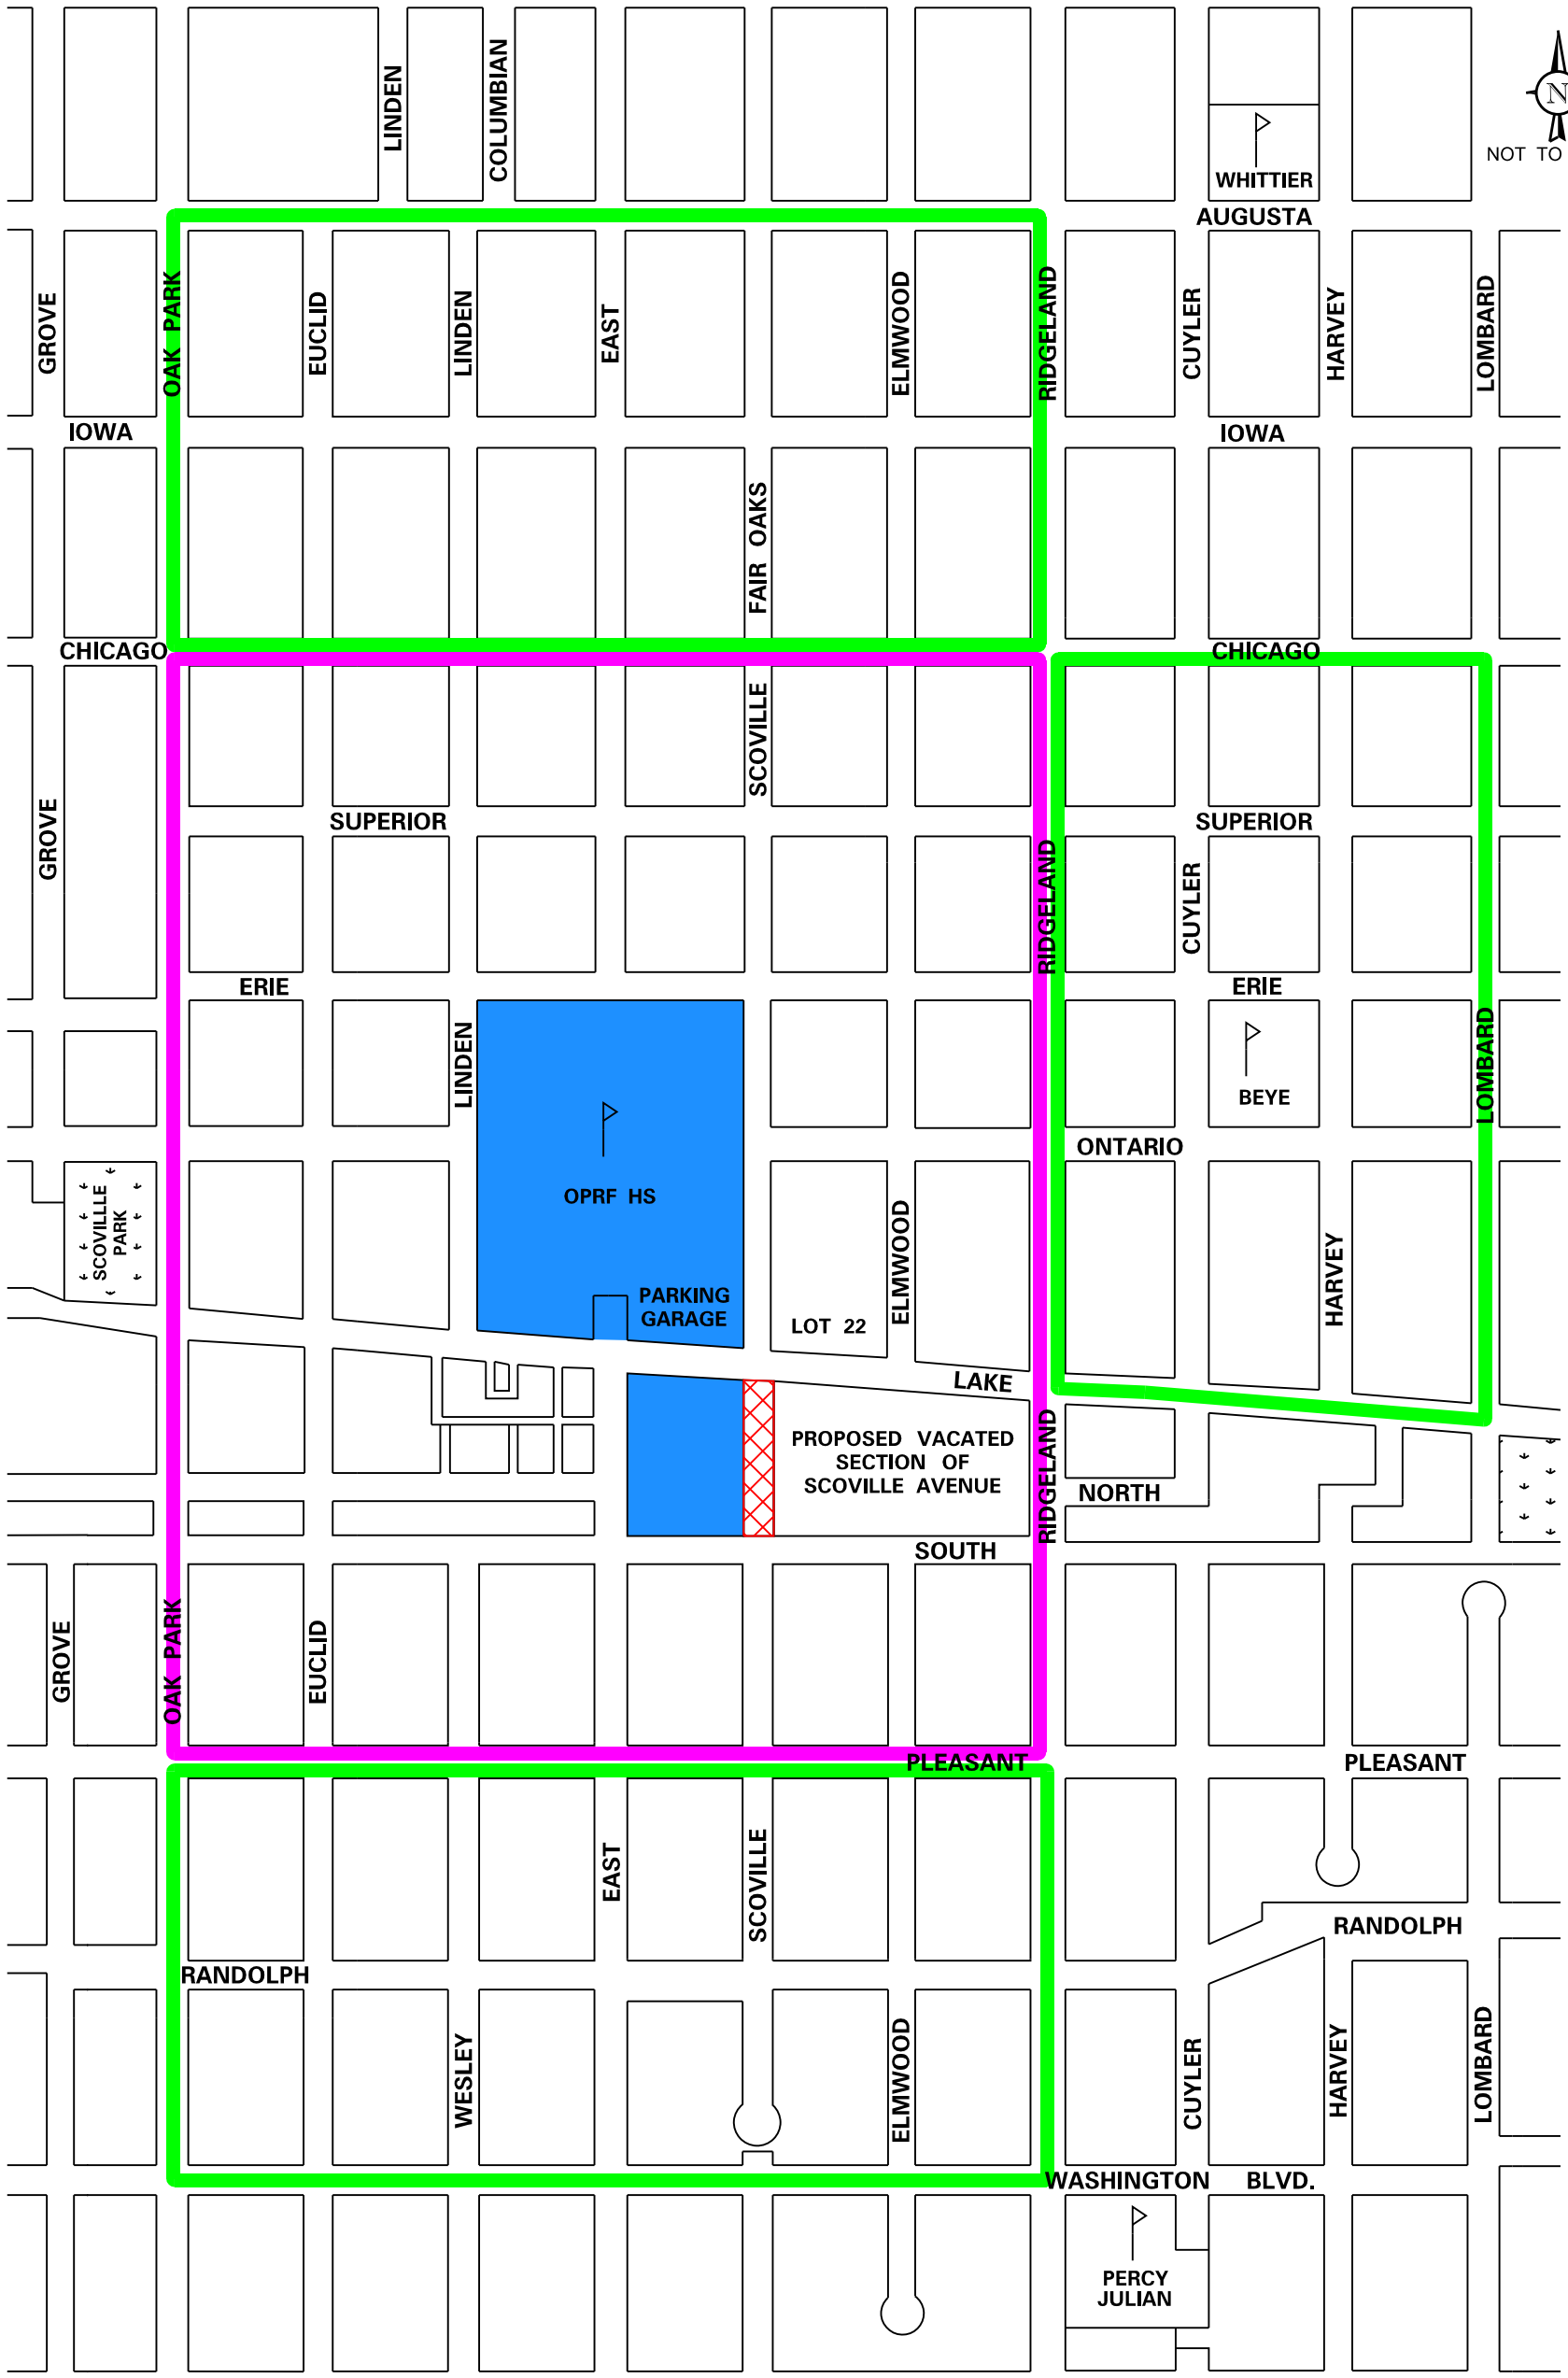 LINDEN
COLUMBIAN
N
NOT TO
WHITTIER
AUGUSTA
GROVE
OAK PARK
EUCLID
LINDEN
EAST
ELMWOOD
RIDGELAND
CUYLER
HARVEY
LOMBARD
IOWA
IOWA
FAIR OAKS
CHICAGO
CHICAGO
SCOVILLE
GROVE
SUPERIOR
SUPERIOR
RIDGELAND
CUYLER
ERIE
ERIE
LINDEN
BEYE
LOMBARD
ONTARIO
OPRF HS
SCOVILLLE
PARK
ELMWOOD
HARVEY
PARKING
GARAGE
LOT 22
LAKE
RIDGELAND
PROPOSED VACATED
SECTION OF
SCOVILLE AVENUE
NORTH
SOUTH
GROVE
OAK PARK
EUCLID
PLEASANT
PLEASANT
EAST
SCOVILLE
RANDOLPH
RANDOLPH
WESLEY
ELMWOOD
CUYLER
HARVEY
LOMBARD
WASHINGTON BLVD.
PERCY
JULIAN